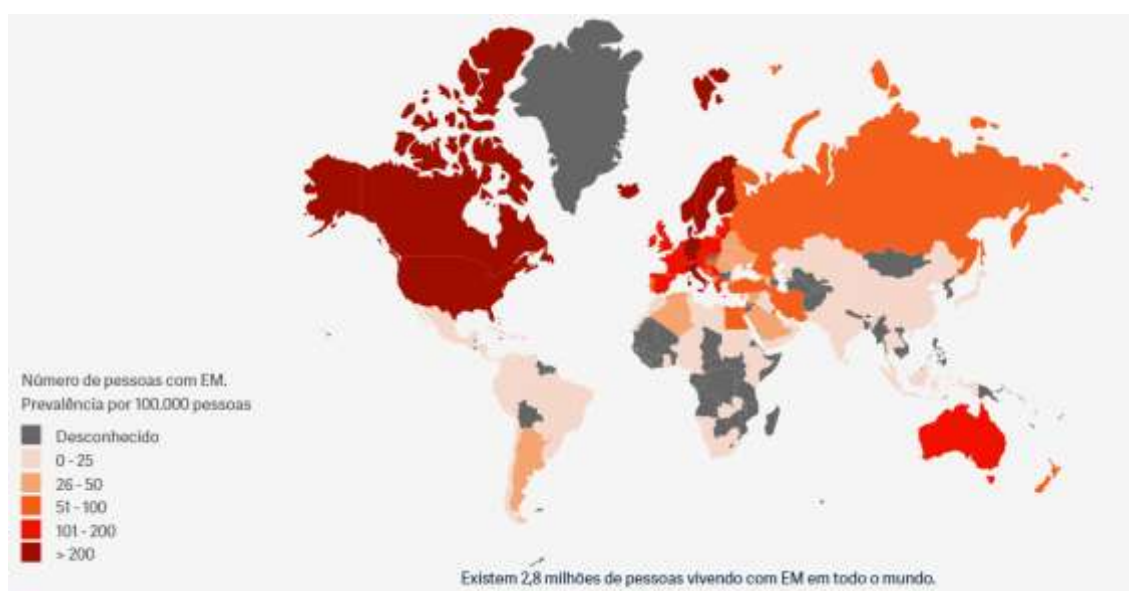 Número de pessoas com EM.
Prevalência por 100.000 pessoas
Desconhecido
0 - 25
26 - 50
51 - 100
101 - 200
> 200
Existem 2,8 milhões de pessoas vivendo com EM em todo o mundo.